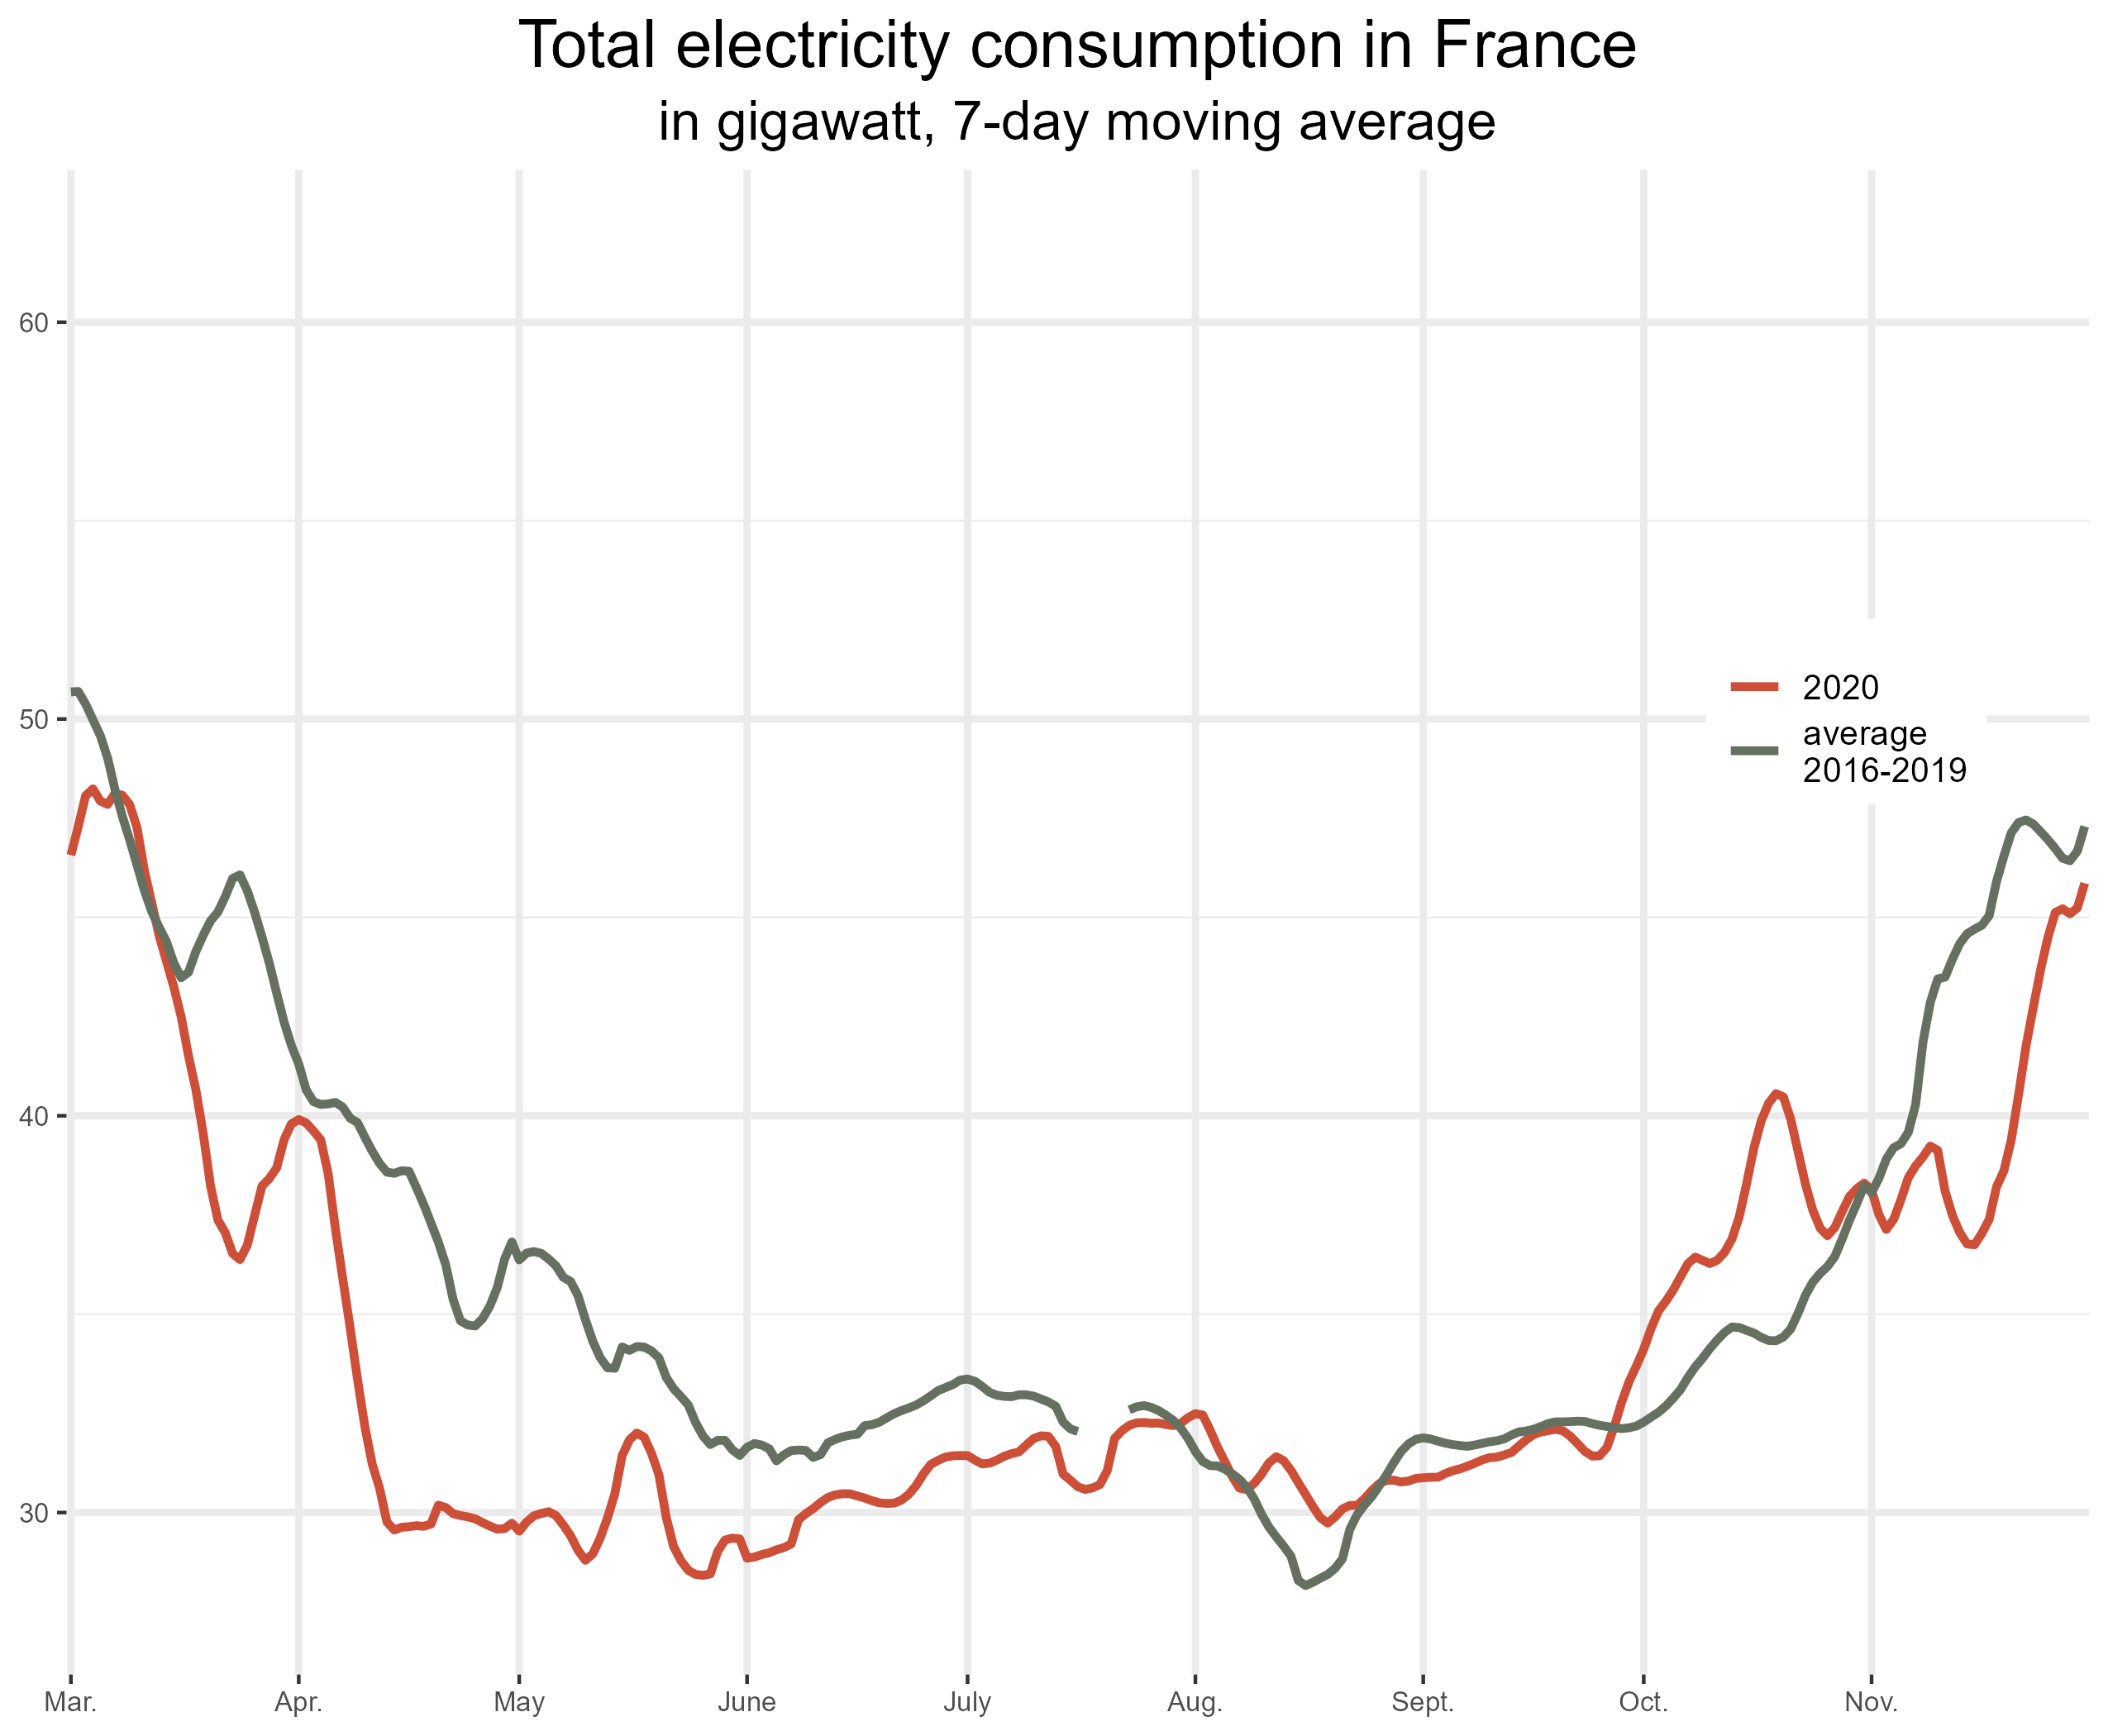 Total electricity consumption in France
in gigawatt, 7-day moving average
60
50
40
30
2020
average
2016-2019
Mar.
Apr.
May
June
July
Aug.
Sept.
Oct.
Nov.